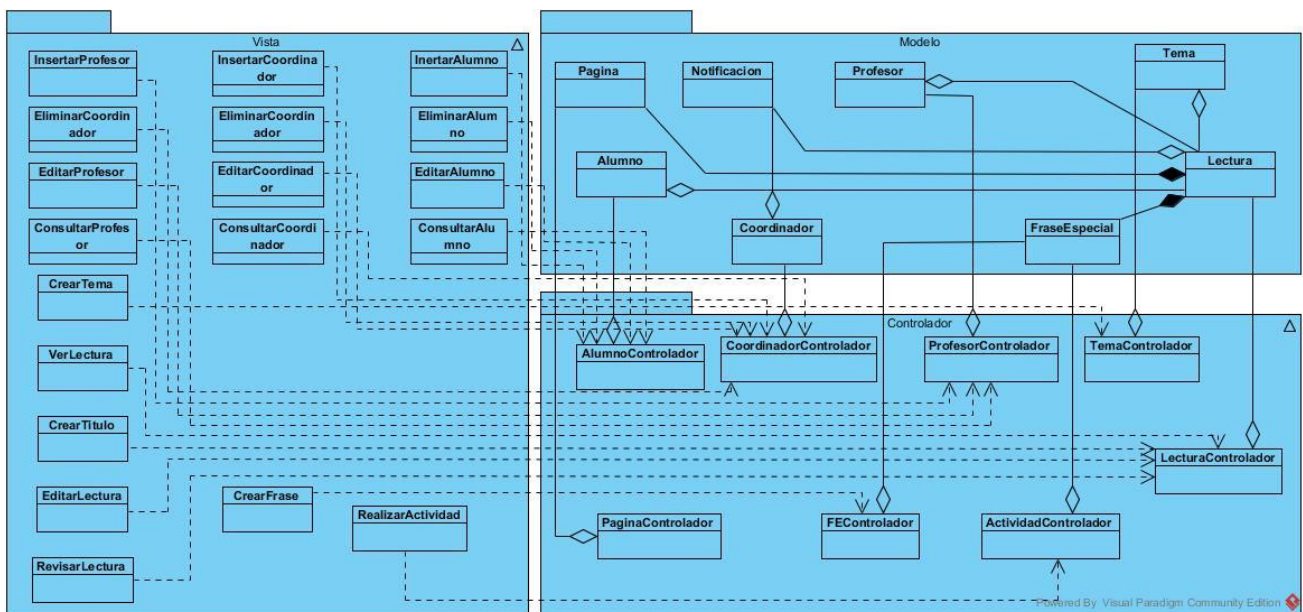 Vista
InsertarProfesor
InsertarCoordina
dor
InertarAlumno
EliminarCoordin
ador
EliminarCoordin
ador
EliminarAlum
no
EditarProfesor
EditarCoordina
dor
EditarAlumno
ConsultarProfes
or
ConsultarCoordi
nador
ConsultarAlu
mno
CrearTema
VerLectura
CrearTitulo
EditarLectura
CrearFrase
RealizarActividad
RevisarLectura
Modelo
Pagina
Notificacion
Profesor
Tema
Alumno
Lectura
Coordinador
FraseEspecial
Controlador
AlumnoControlador
CoordinadorControlador
ProfesorControlador
TemaControlador
LecturaControlador
PaginaControlador
FEControlador
ActividadControlador
Powered By Visual Paradigm Community Edition